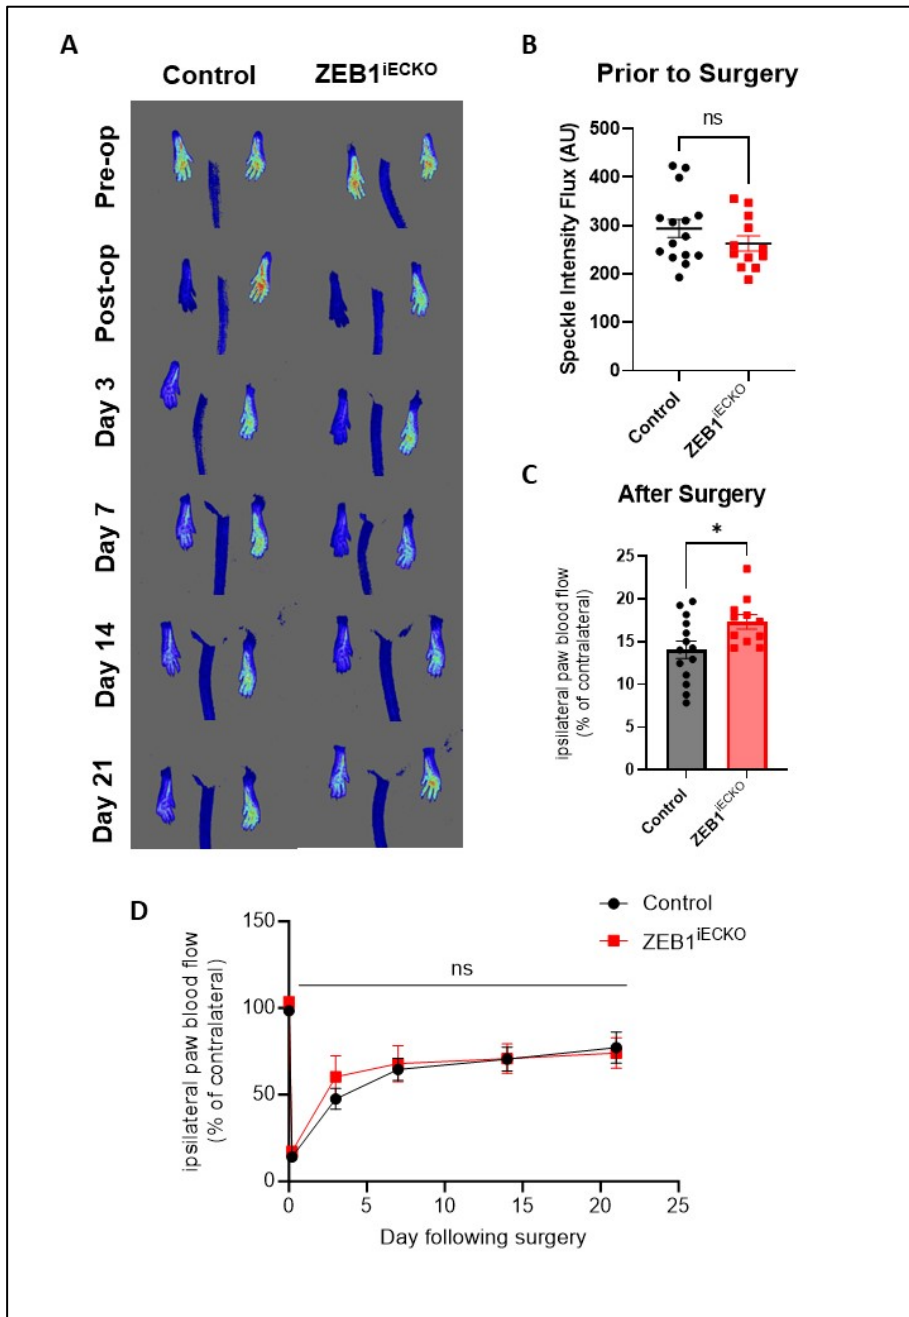 A
Control
ZEB1iECKO
Pre-op
Post-op
Day 3
Day 7
Day 14
Day 21
B
Prior to Surgery
ns
Speckle Intensity Flux (AU)
500
400
300
200
100
0
Control
ZEB1iECKO
C
After Surgery
*
ipsilateral paw blood flow
(% of contralateral)
25
20
15
10
5
0
Control
ZEB1iECKO
D
Control
ZEB1iECKO
ns
ipsilateral paw blood flow
(% of contralateral)
150
100
50
0
0 5 10 15 20 25
Day following surgery